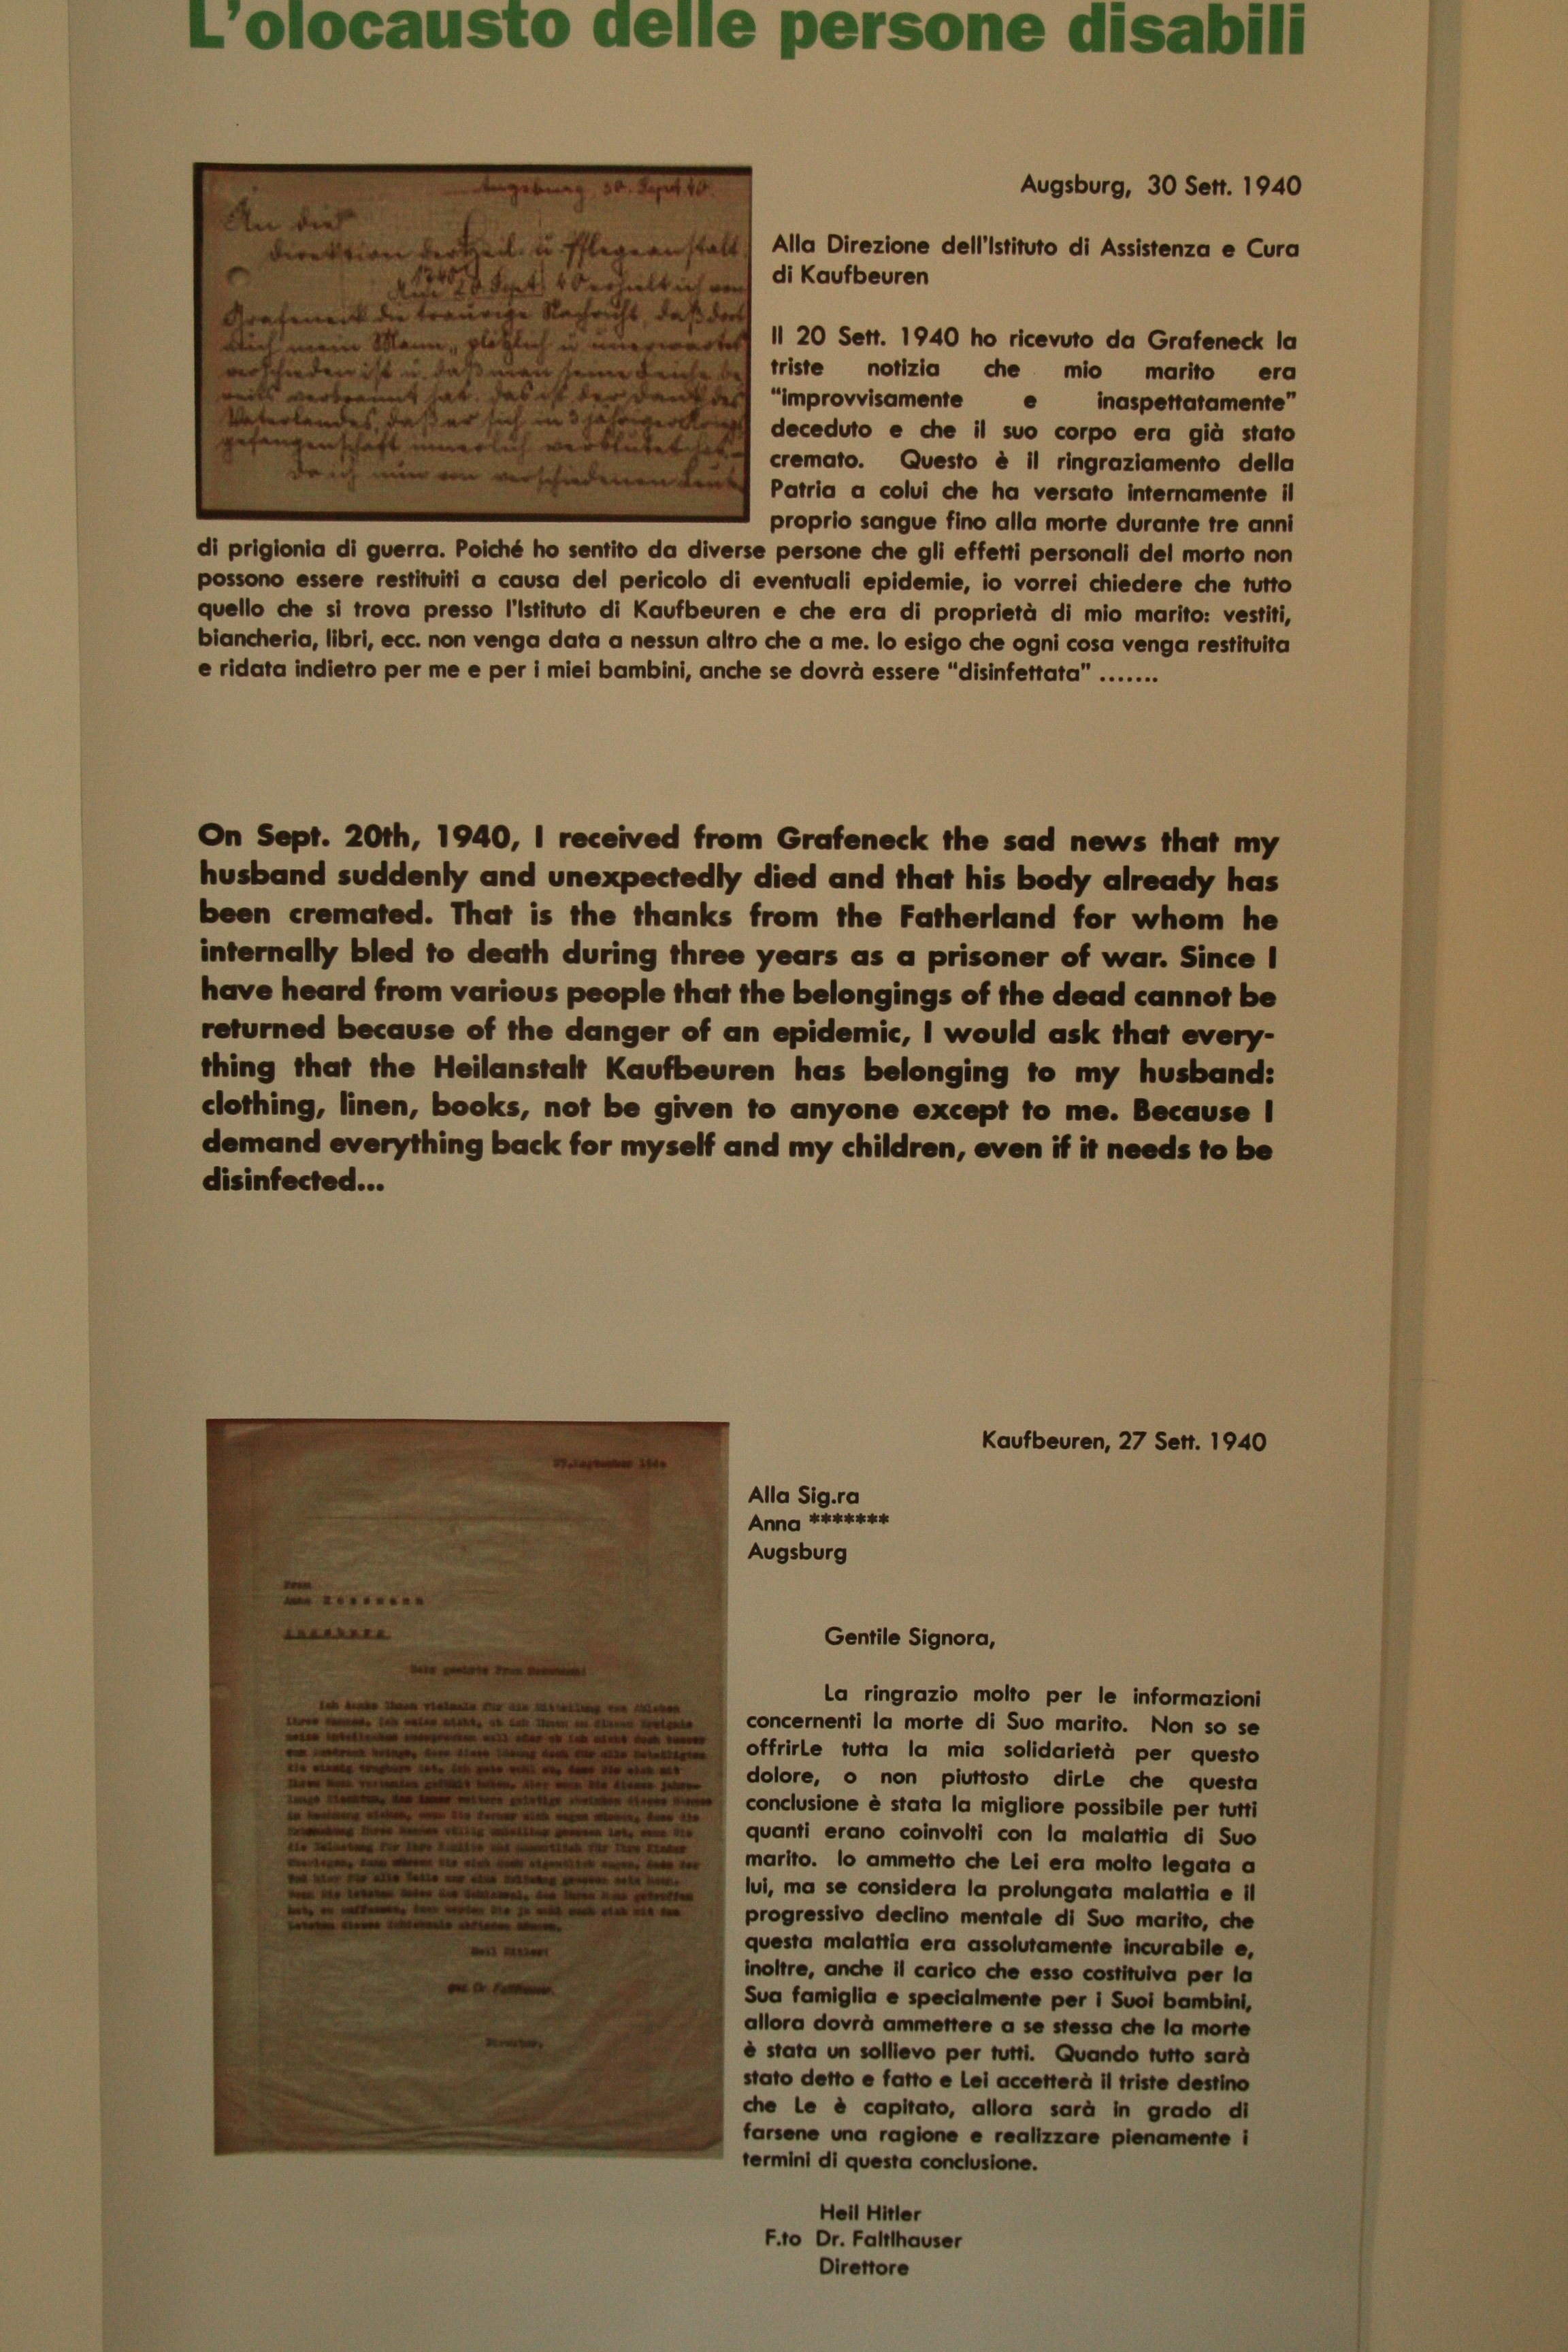 L'olocausto delle persone disabili
Augsburg 30. Sept. 40.
An die
Direktion der Heil- u. Pflegeanstalt
Augsburg, 30 Sett. 1940
Alla Direzione dell'Istituto di Assistenza e Cura
di Kaufbeuren
Il 20 Sett. 1940 ho ricevuto da Grafeneck la
triste notizia che mio marito era
"improvvisamente e inaspettatamente"
deceduto e che il suo corpo era già stato
cremato. Questo è il ringraziamento della
Patria a colui che ha versato internamente il
proprio sangue fino alla morte durante tre anni
di prigionia di guerra. Poiché ho sentito da diverse persone che gli effetti personali del morto non
possono essere restituiti a causa del pericolo di eventuali epidemie, io vorrei chiedere che tutto
quello che si trova presso l'Istituto di Kaufbeuren e che era di proprietà di mio marito: vestiti,
biancheria, libri, ecc. non venga data a nessun altro che a me. Io esigo che ogni cosa venga restituita
e ridata indietro per me e per i miei bambini, anche se dovrà essere "disinfettata" .......
On Sept. 20th, 1940, I received from Grafeneck the sad news that my
husband suddenly and unexpectedly died and that his body already has
been cremated. That is the thanks from the Fatherland for whom he
internally bled to death during three years as a prisoner of war. Since I
have heard from various people that the belongings of the dead cannot be
returned because of the danger of an epidemic, I would ask that every-
thing that the Heilanstalt Kaufbeuren has belonging to my husband:
clothing, linen, books, not be given to anyone except to me. Because I
demand everything back for myself and my children, even if it needs to be
disinfected...
Kaufbeuren, 27 Sett. 1940
Alla Sig.ra
Anna *******
Augsburg
Gentile Signora,
La ringrazio molto per le informazioni
concernenti la morte di Suo marito. Non so se
offrirLe tutta la mia solidarietà per questo
dolore, o non piuttosto dirLe che questa
conclusione è stata la migliore possibile per tutti
quanti erano coinvolti con la malattia di Suo
marito. Io ammetto che Lei era molto legata a
lui, ma se considera la prolungata malattia e il
progressivo declino mentale di Suo marito, che
questa malattia era assolutamente incurabile e,
inoltre, anche il carico che esso costituiva per la
Sua famiglia e specialmente per i Suoi bambini,
allora dovrà ammettere a se stessa che la morte
è stata un sollievo per tutti. Quando tutto sarà
stato detto e fatto e Lei accetterà il triste destino
che Le è capitato, allora sarà in grado di
farsene una ragione e realizzare pienamente i
termini di questa conclusione.
Heil Hitler
F.to Dr. Faltlhauser
Direttore